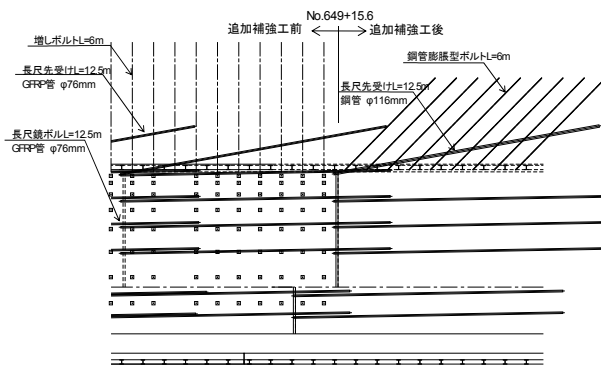 No.649+15.6
追加補強工前
追加補強工後
増しボルトL=6m
長尺先受けL=12.5m
GFRP管 φ76mm
長尺鏡ボルL=12.5m
GFRP管 φ76mm
鋼管膨脹型ボルトL=6m
長尺先受けL=12.5m
鋼管 φ116mm